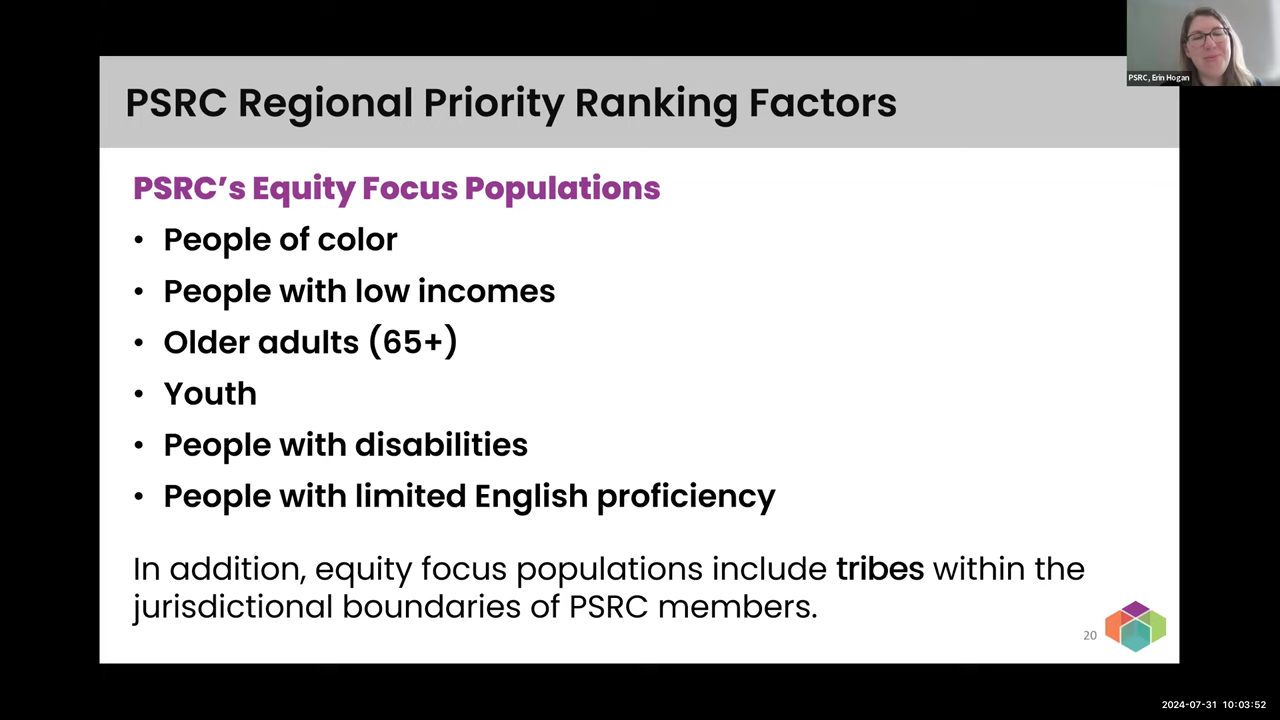 PSRC Regional Priority Ranking Factors
PSRC, Erin Hogan
PSRC's Equity Focus Populations
• People of color
• People with low incomes
• Older adults (65+)
• Youth
• People with disabilities
• People with limited English proficiency
In addition, equity focus populations include tribes within the
jurisdictional boundaries of PSRC members.
20
2024-07-31 10:03:52